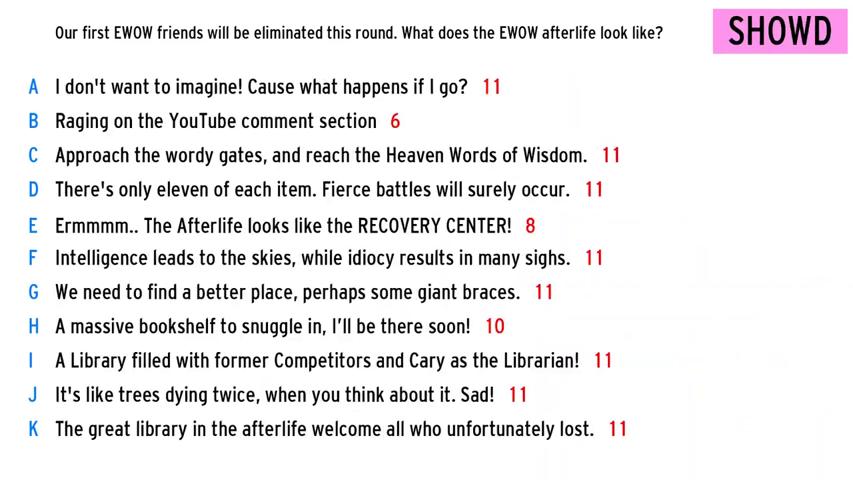 Our first EWOW friends will be eliminated this round. What does the EWOW afterlife look like?
SHOWD
A I don't want to imagine! Cause what happens if I go? 11
B Raging on the YouTube comment section 6
C Approach the wordy gates, and reach the Heaven Words of Wisdom. 11
D There's only eleven of each item. Fierce battles will surely occur. 11
E Ermmmm.. The Afterlife looks like the RECOVERY CENTER! 8
F Intelligence leads to the skies, while idiocy results in many sighs. 11
G We need to find a better place, perhaps some giant braces. 11
H A massive bookshelf to snuggle in, I’ll be there soon! 10
I A Library filled with former Competitors and Cary as the Librarian! 11
J It's like trees dying twice, when you think about it. Sad! 11
K The great library in the afterlife welcome all who unfortunately lost. 11